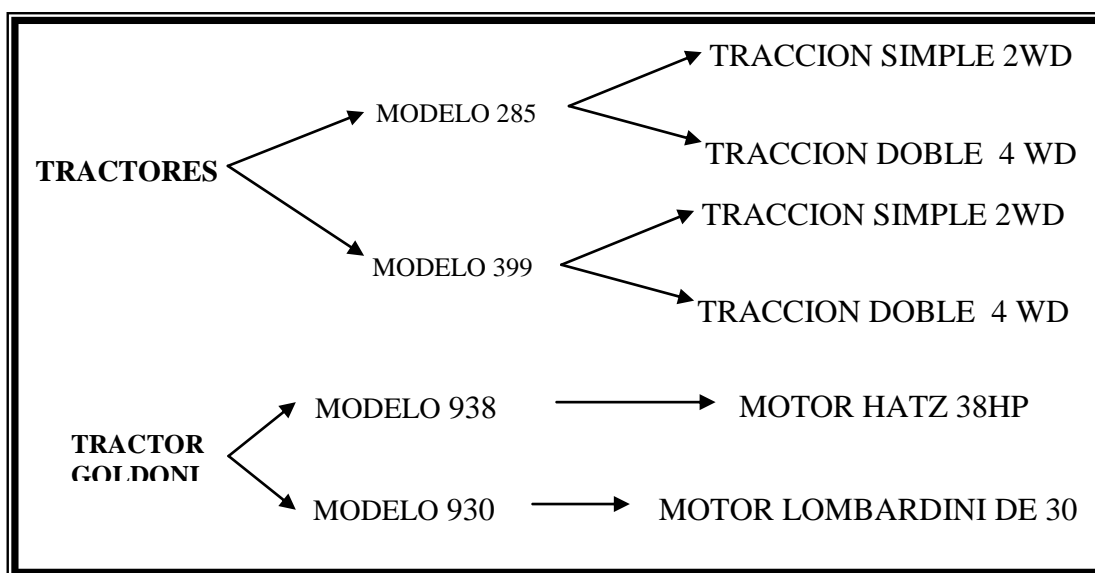 TRACCION SIMPLE 2WD
MODELO 285
TRACCION DOBLE 4 WD
TRACTORES
TRACCION SIMPLE 2WD
MODELO 399
TRACCION DOBLE 4 WD
MODELO 938
MOTOR HATZ 38HP
TRACTOR
GOLDONI
MODELO 930
MOTOR LOMBARDINI DE 30